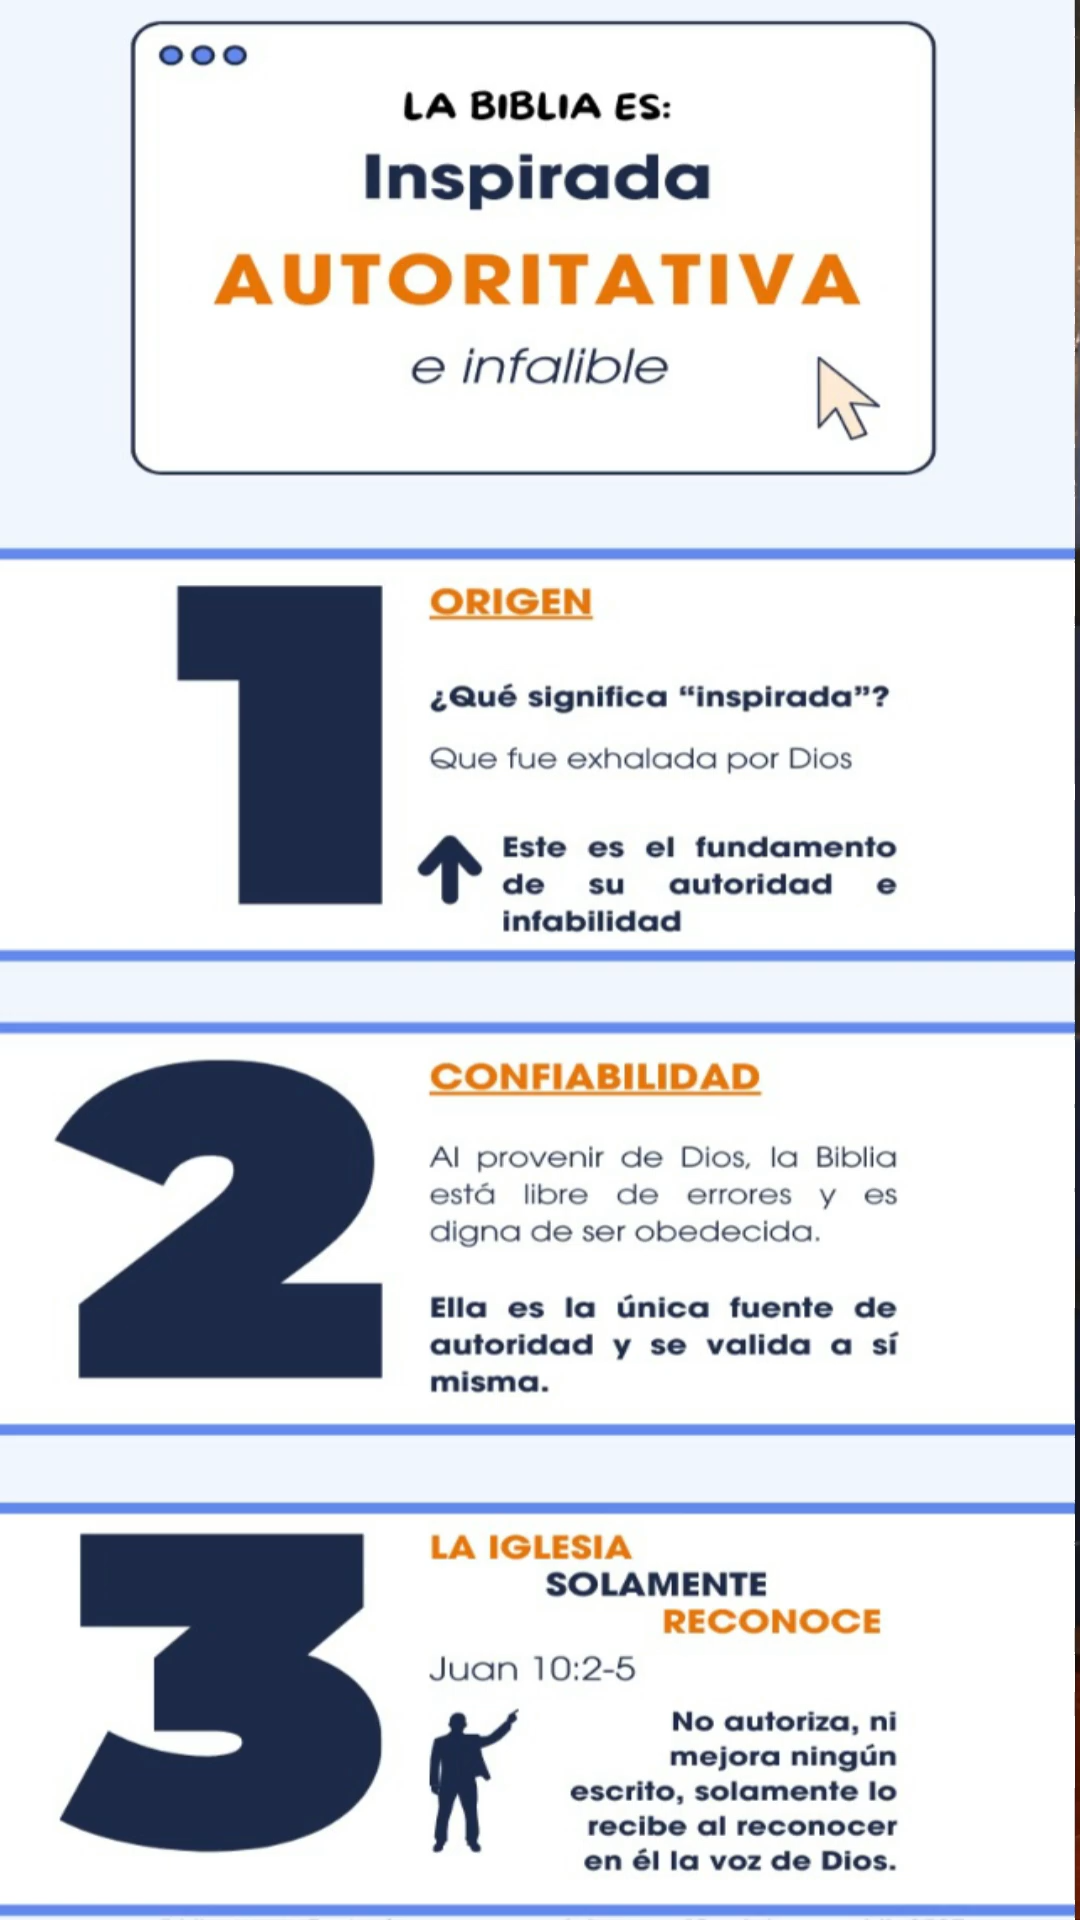 LA BIBLIA ES:
Inspirada
AUTORITATIVA
e infalible
1
ORIGEN
¿Qué significa “inspirada”?
Que fue exhalada por Dios
Este es el fundamento
de su autoridad e
infabilidad
2
CONFIABILIDAD
Al provenir de Dios, la Biblia
está libre de errores y es
digna de ser obedecida.
Ella es la única fuente de
autoridad y se valida a sí
misma.
3
LA IGLESIA
SOLAMENTE
RECONOCE
Juan 10:2-5
No autoriza, ni
mejora ningún
escrito, solamente lo
recibe al reconocer
en él la voz de Dios.